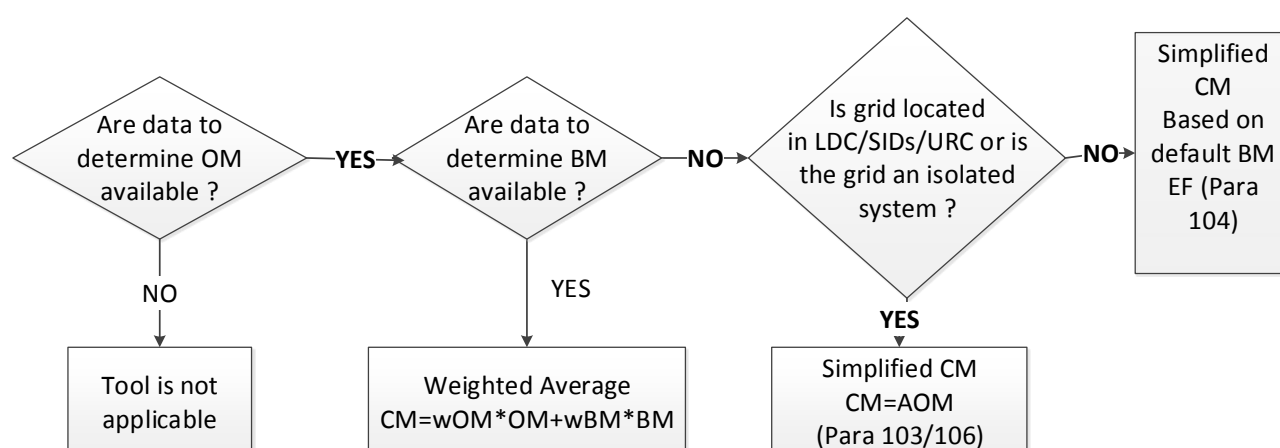 Are data to
determine OM
available ?
YES
Are data to
determine BM
available ?
NO
Is grid located
in LDC/SIDs/URC or is
the grid an isolated
system ?
NO
Simplified
CM
Based on
default BM
EF (Para
104)
NO
YES
YES
Tool is not
applicable
Weighted Average
CM=wOM*OM+wBM*BM
Simplified CM
CM=AOM
(Para 103/106)